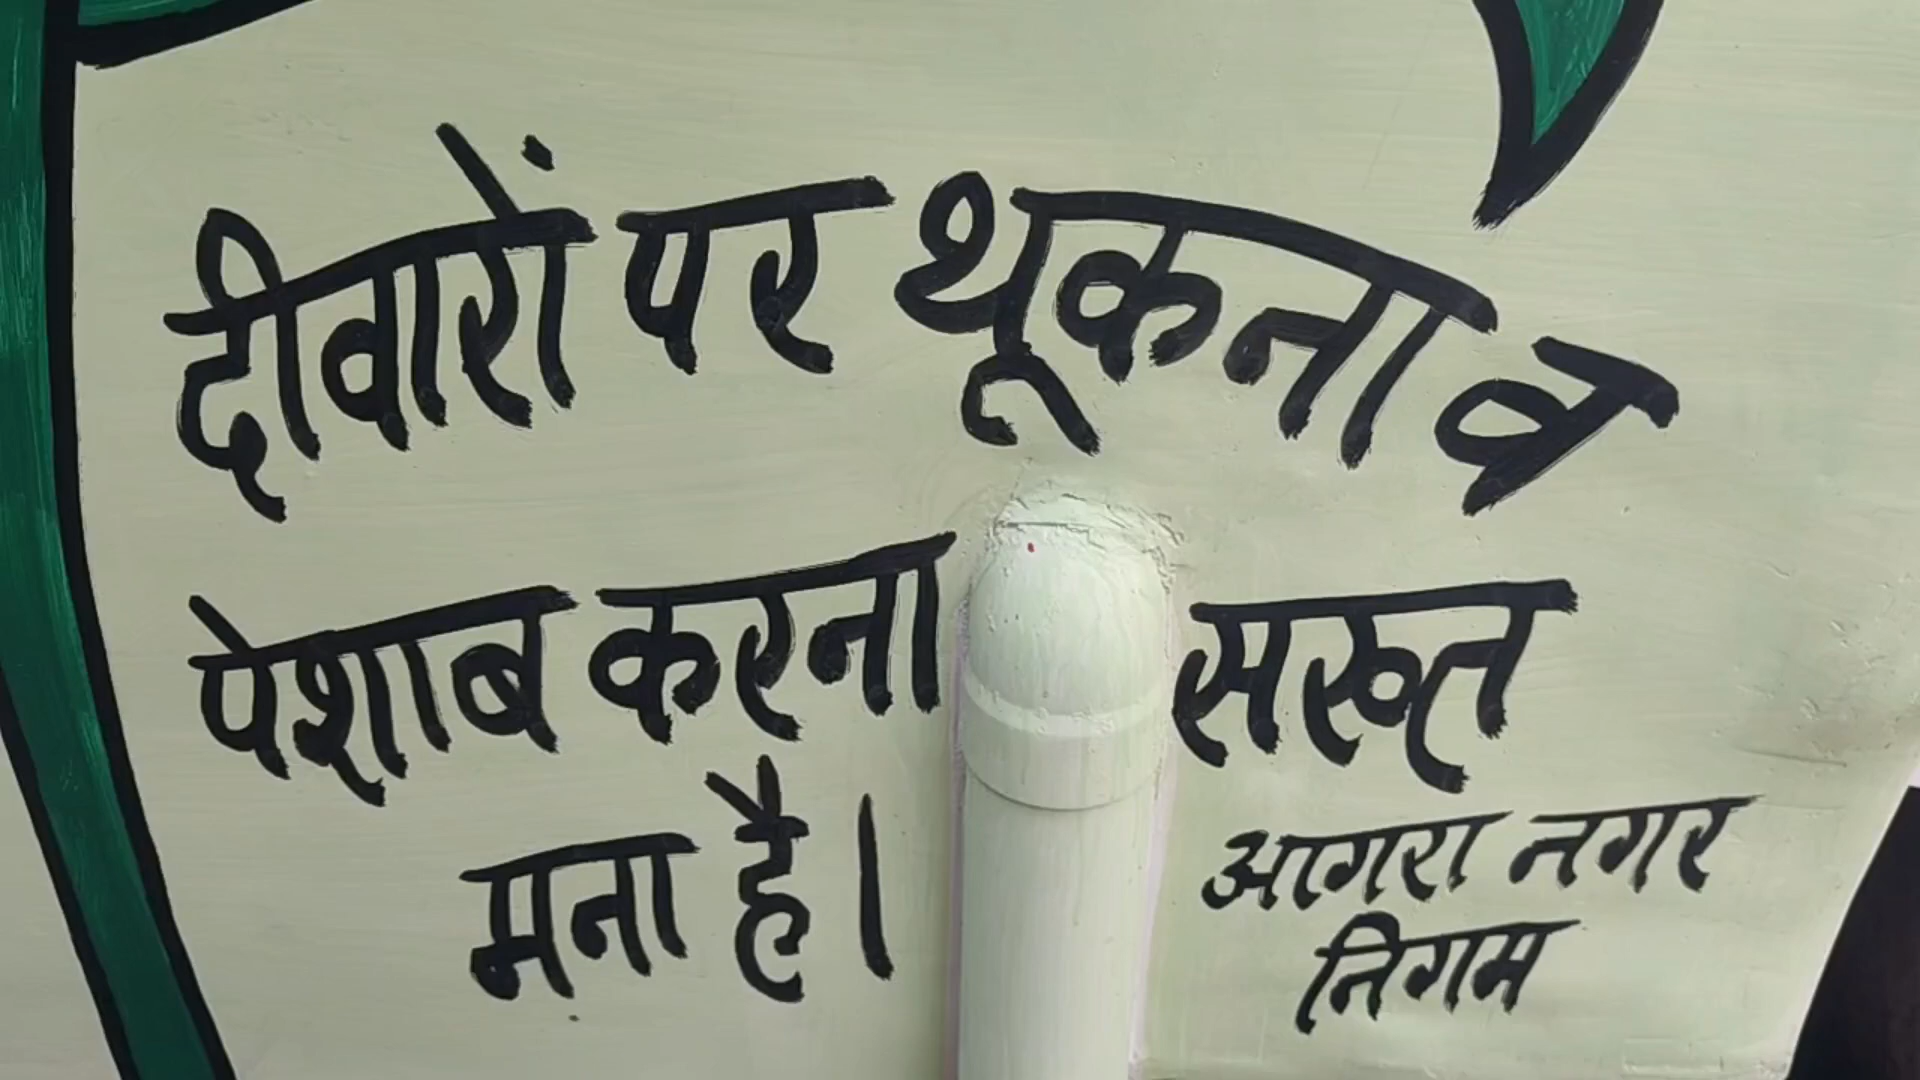 दीवारों पर थूकना व
पेशाब करना सख्त
मना है।
आगरा नगर
निगम